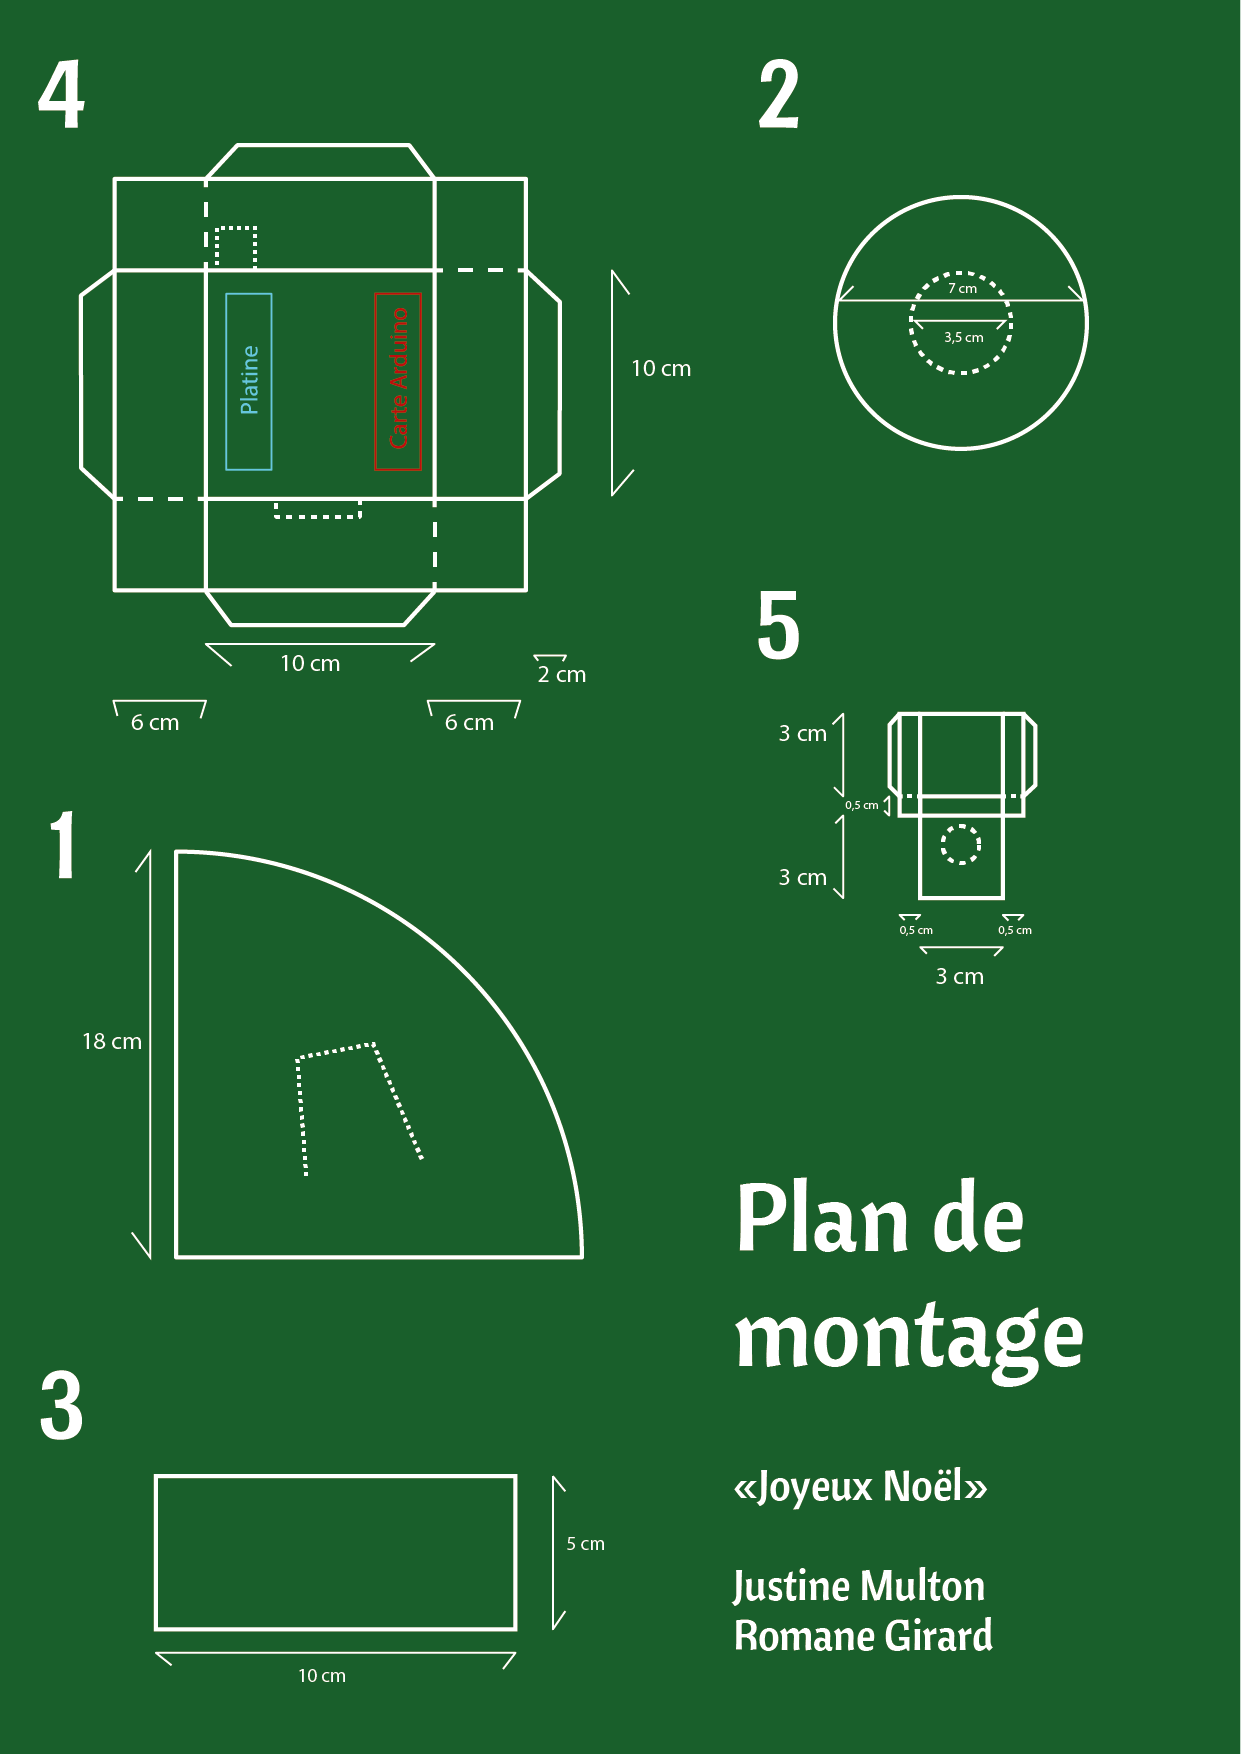 4
Platine
Carte Arduino
10 cm
10 cm
2 cm
6 cm
6 cm
2
7 cm
3,5 cm
5
3 cm
0,5 cm
3 cm
0,5 cm
0,5 cm
3 cm
1
18 cm
3
5 cm
10 cm
Plan de
montage
«Joyeux Noël»
Justine Multon
Romane Girard